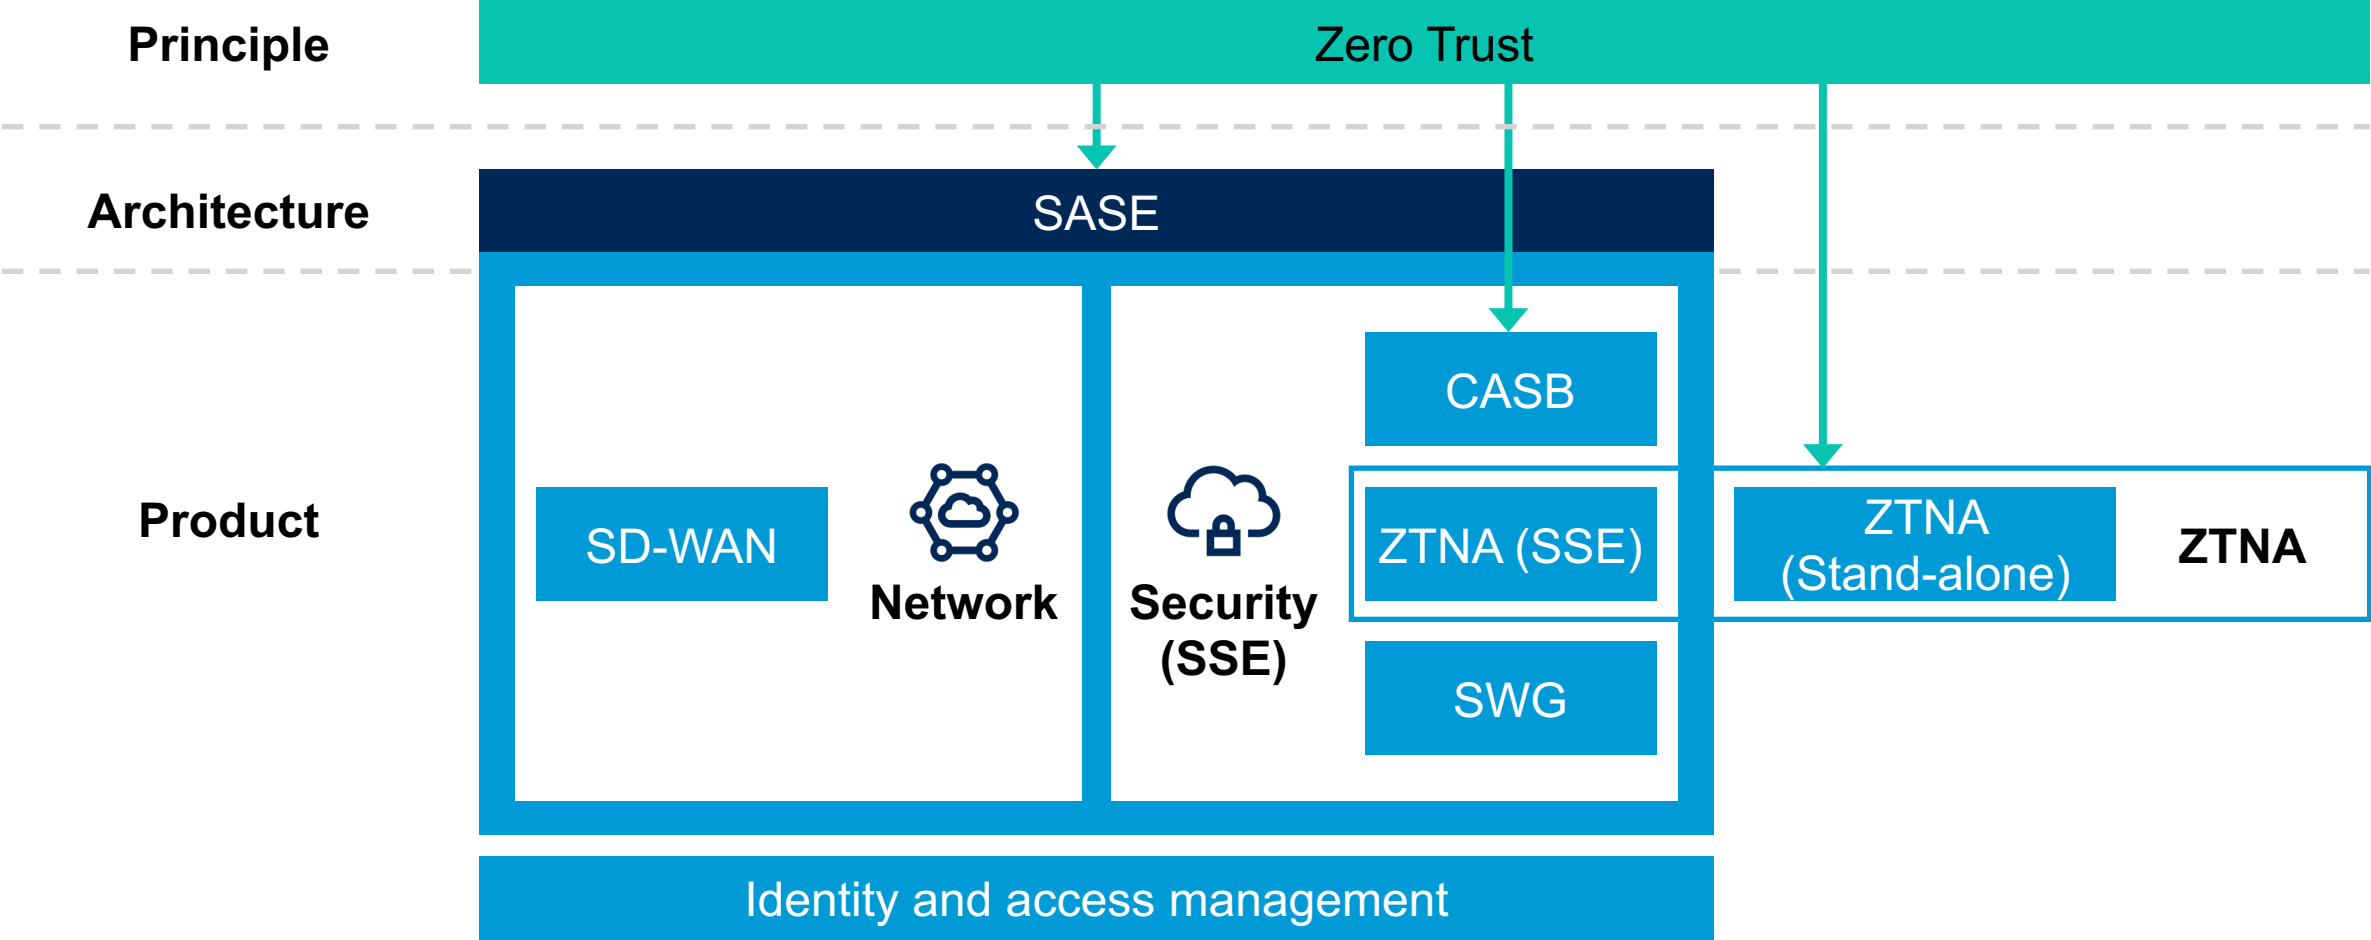 Principle
Zero Trust
Architecture
SASE
Product
SD-WAN
Network
Security
(SSE)
CASB
ZTNA (SSE)
SWG
ZTNA
(Stand-alone)
ZTNA
Identity and access management